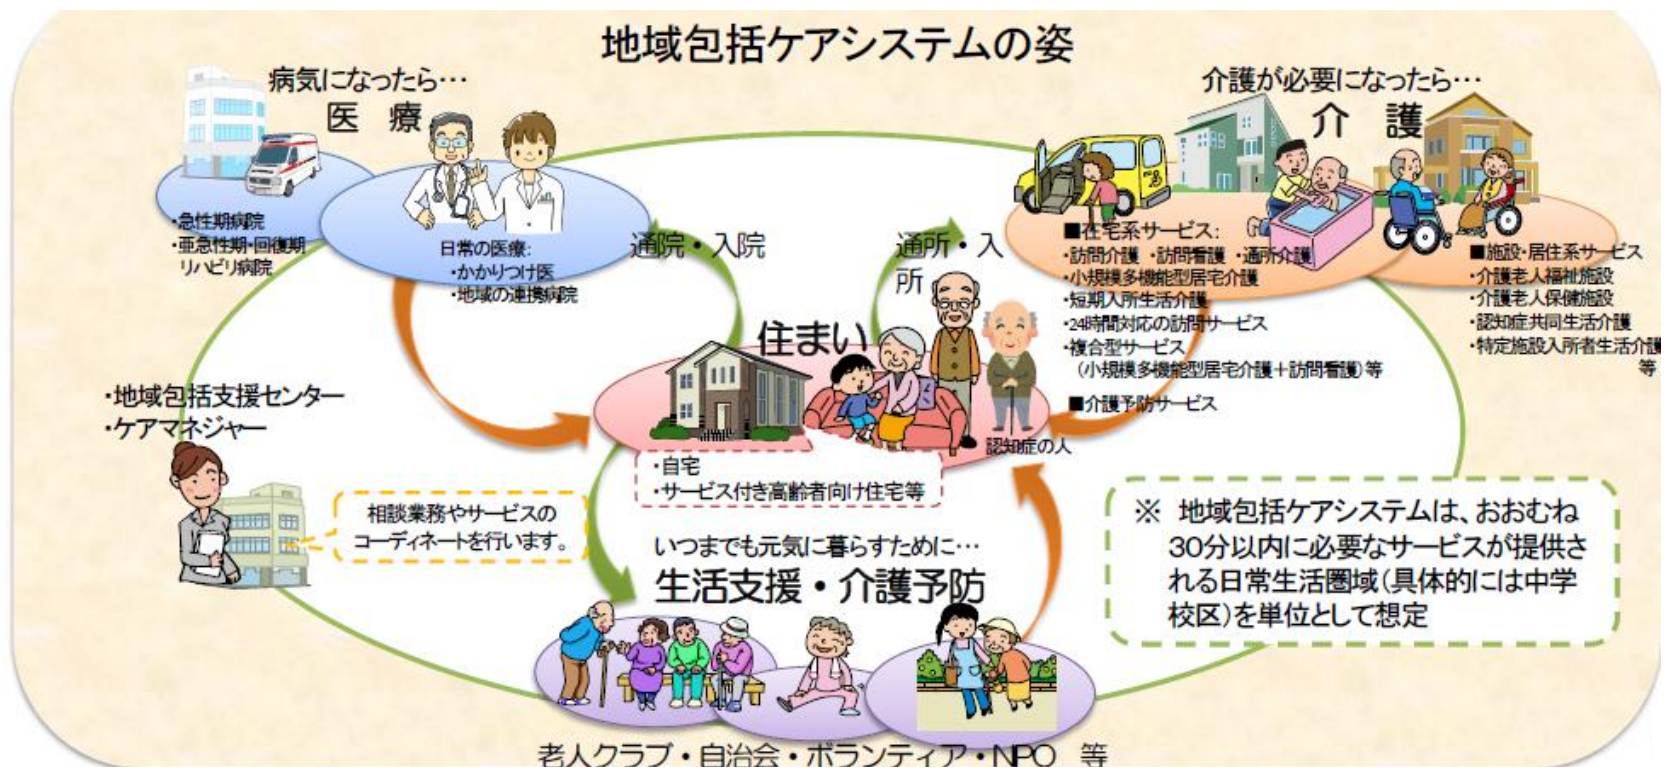 地域包括ケアシステムの姿
病気になったら…
医 療
・急性期病院
・亜急性期・回復期
リハビリ病院
日常の医療:
・かかりつけ医
・地域の連携病院
通院・入院
通所・入
所
介護が必要になったら…
介 護
■在宅系サービス:
・訪問介護 ・訪問看護 ・通所介護
・小規模多機能型居宅介護
・短期入所生活介護
・24時間対応の訪問サービス
・複合型サービス
(小規模多機能型居宅介護+訪問看護)等
■介護予防サービス
■施設・居住系サービス
・介護老人福祉施設
・介護老人保健施設
・認知症共同生活介護
・特定施設入所者生活介護
等
住まい
認知症の人
・自宅
・サービス付き高齢者向け住宅等
・地域包括支援センター
・ケアマネジャー
相談業務やサービスの
コーディネートを行います。
いつまでも元気に暮らすために…
生活支援・介護予防
老人クラブ・自治会・ボランティア・NPO 等
※ 地域包括ケアシステムは、おおむね
30分以内に必要なサービスが提供さ
れる日常生活圏域(具体的には中学
校区)を単位として想定